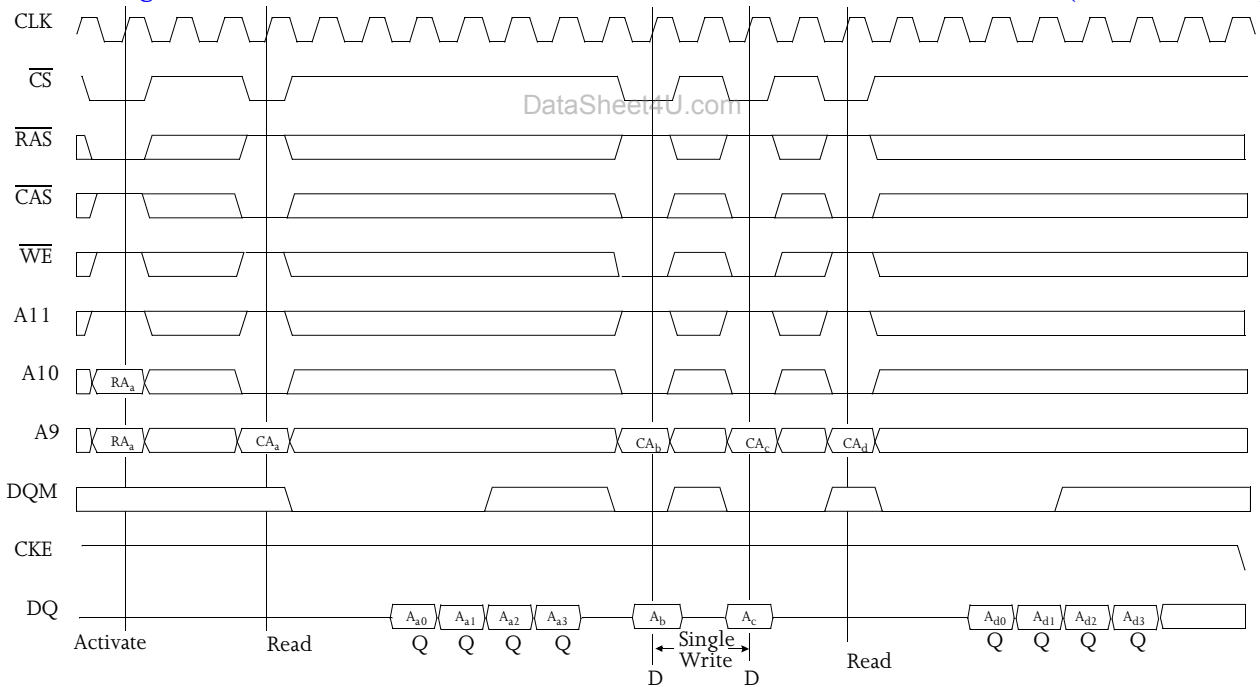 CLK
CS
DataSheet4U.com
RAS
CAS
WE
A11
A10 RAa
A9 RAa CAa CAb CAc CAd
DQM
CKE
DQ Aa0 Aa1 Aa2 Aa3 Ab Ac Ad0 Ad1 Ad2 Ad3
Activate Read Q Q Q Q Single Write Read Q Q Q Q
D D